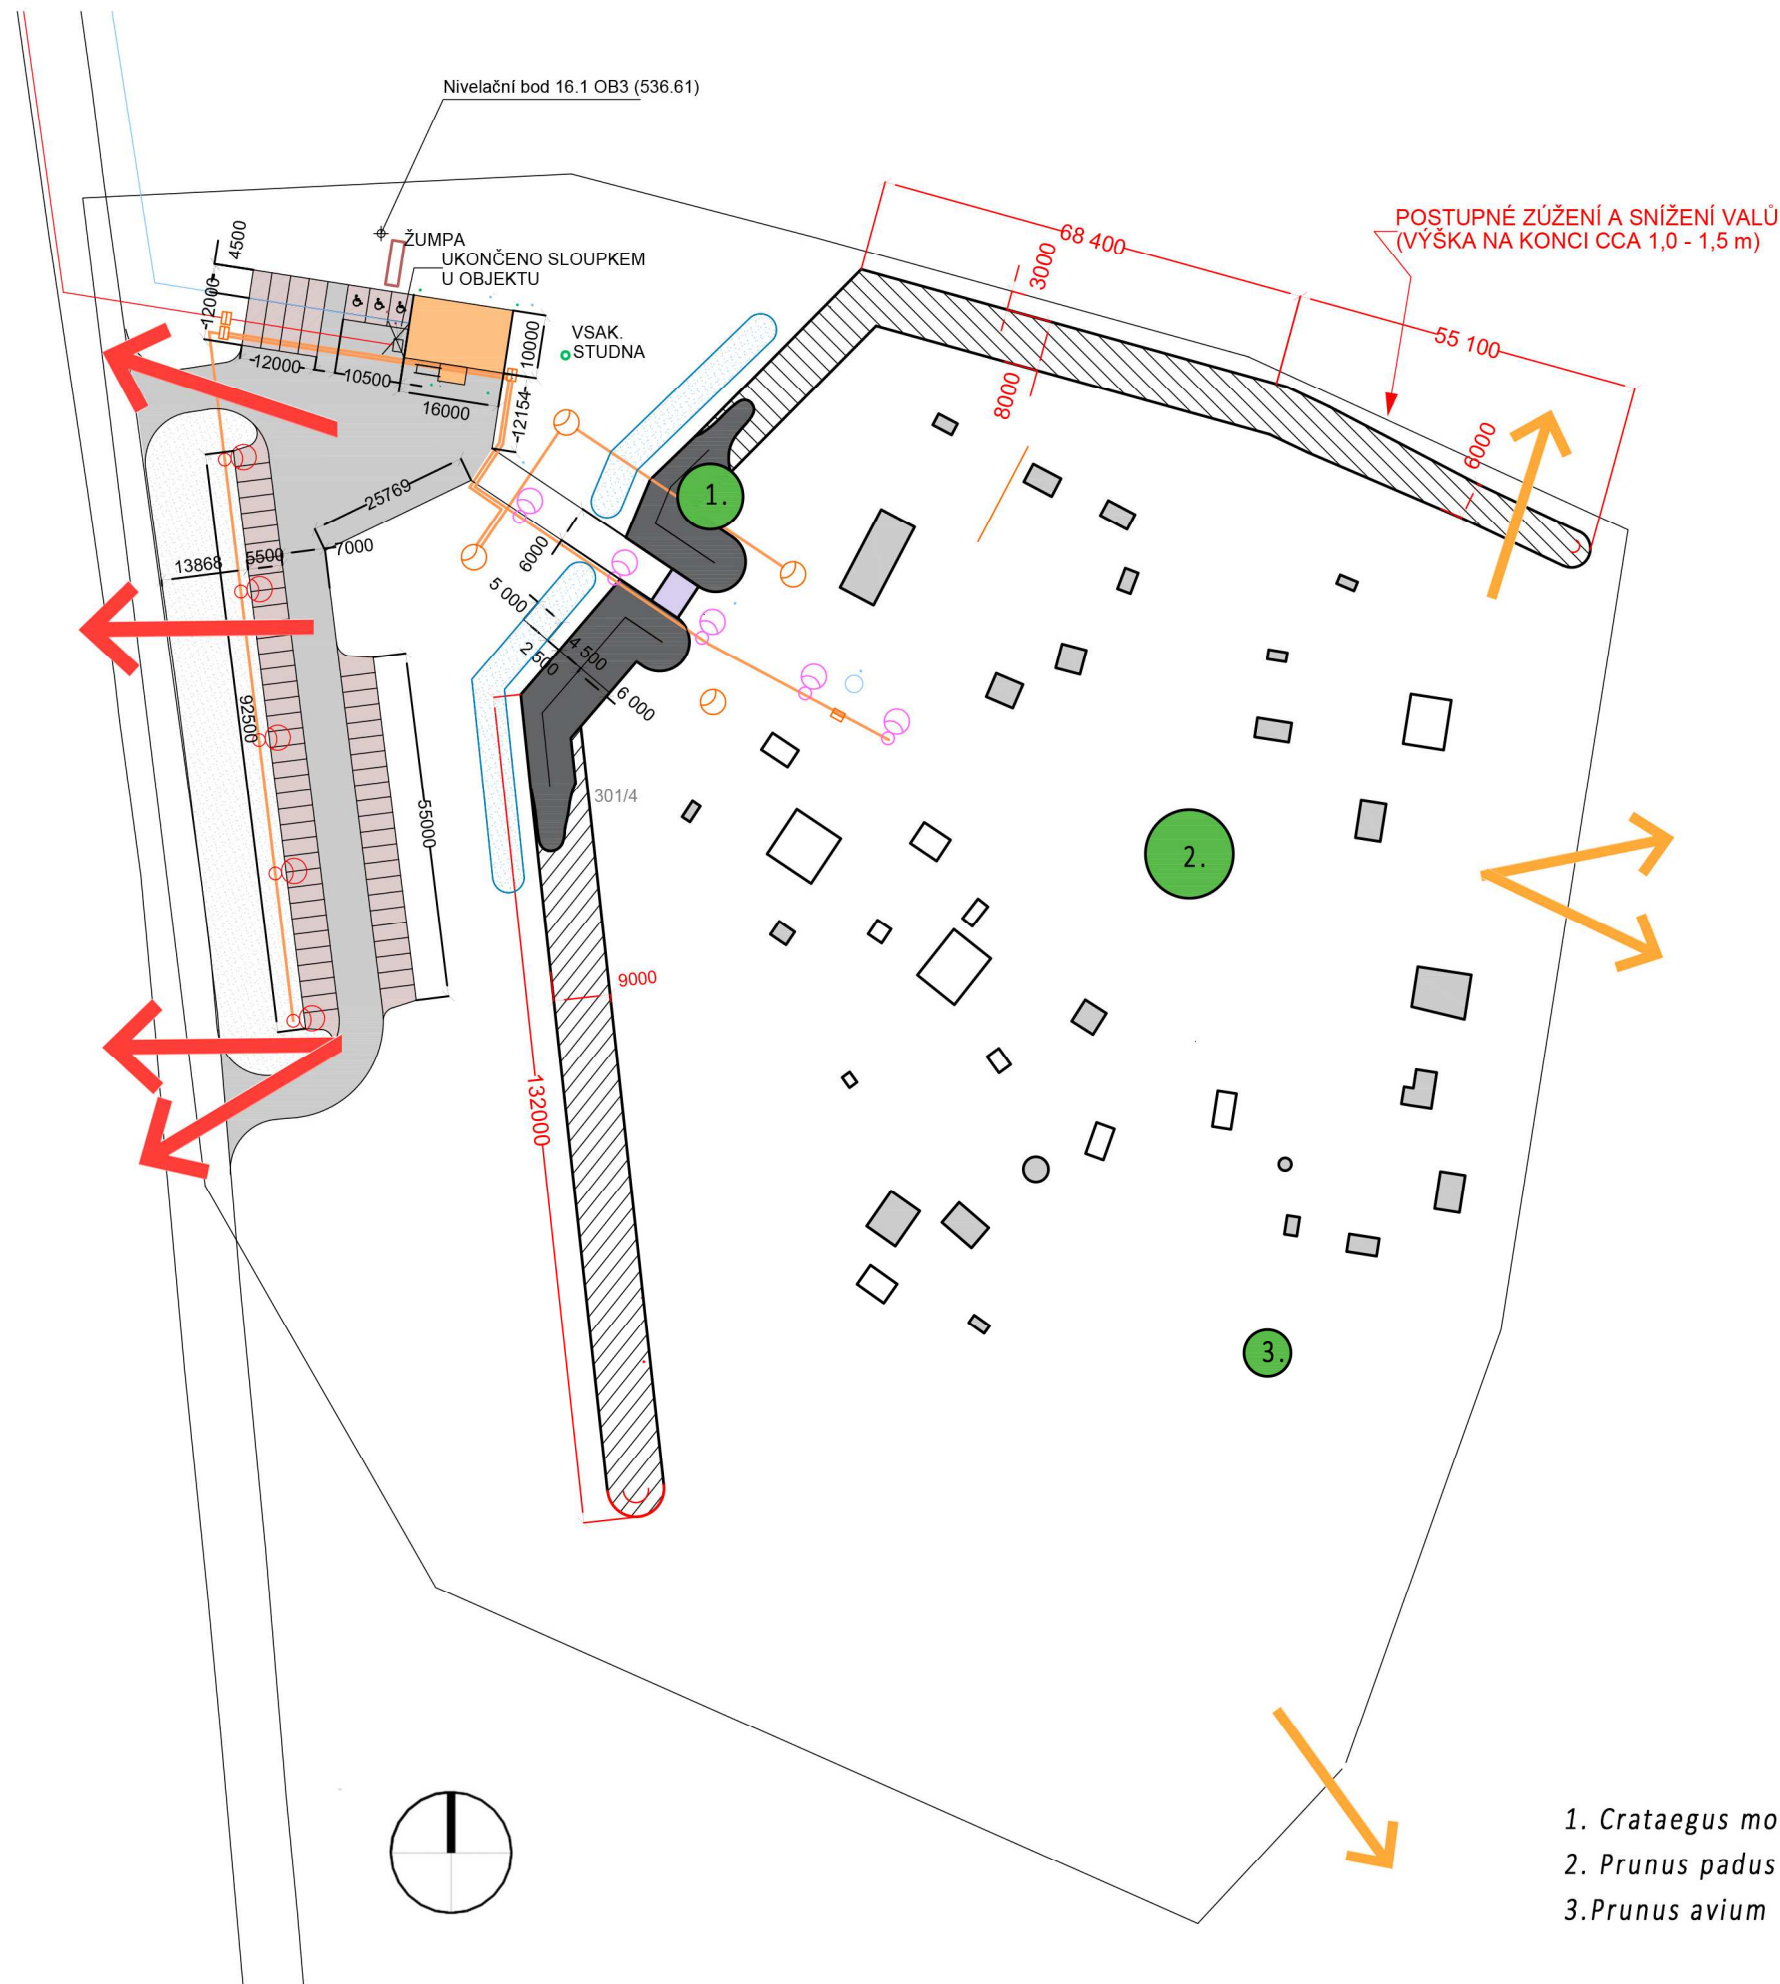 Nivelační bod 16.1 OB3 (536.61)
POSTUPNÉ ZÚŽENÍ A SNÍŽENÍ VALŮ
(VÝŠKA NA KONCI CCA 1,0 - 1,5 m)
68 400
3000
55 100
8000
6000
4500
ŽUMPA
UKONČENO SLOUPKEM
U OBJEKTU
12000
12000
10500
16000
10000
12154
VSAK.
STUDNA
25769
7000
13868
5500
6000
5 000
2 500
4 500
6 000
92500
55000
301/4
9000
132000
1.
2.
3.
1. Crataegus mo
2. Prunus padus
3.Prunus avium